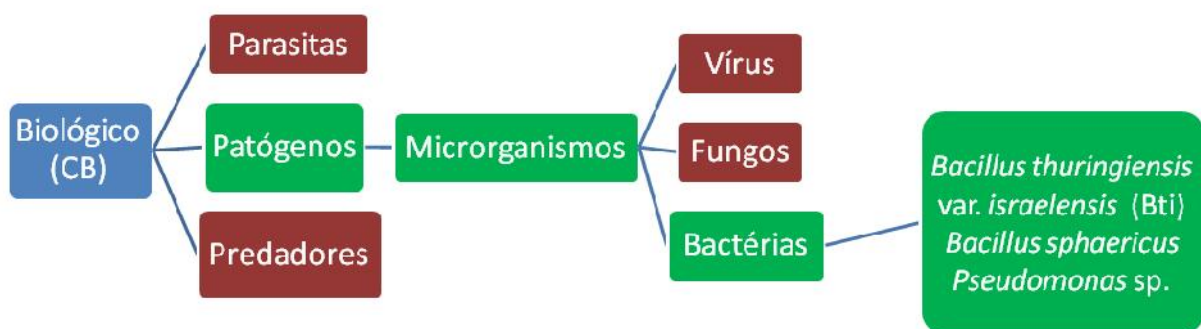 Biológico
(CB)
Parasitas
Patógenos
Predadores
Microrganismos
Vírus
Fungos
Bactérias
Bacillus thuringiensis
var. israelensis (Bti)
Bacillus sphaericus
Pseudomonas sp.